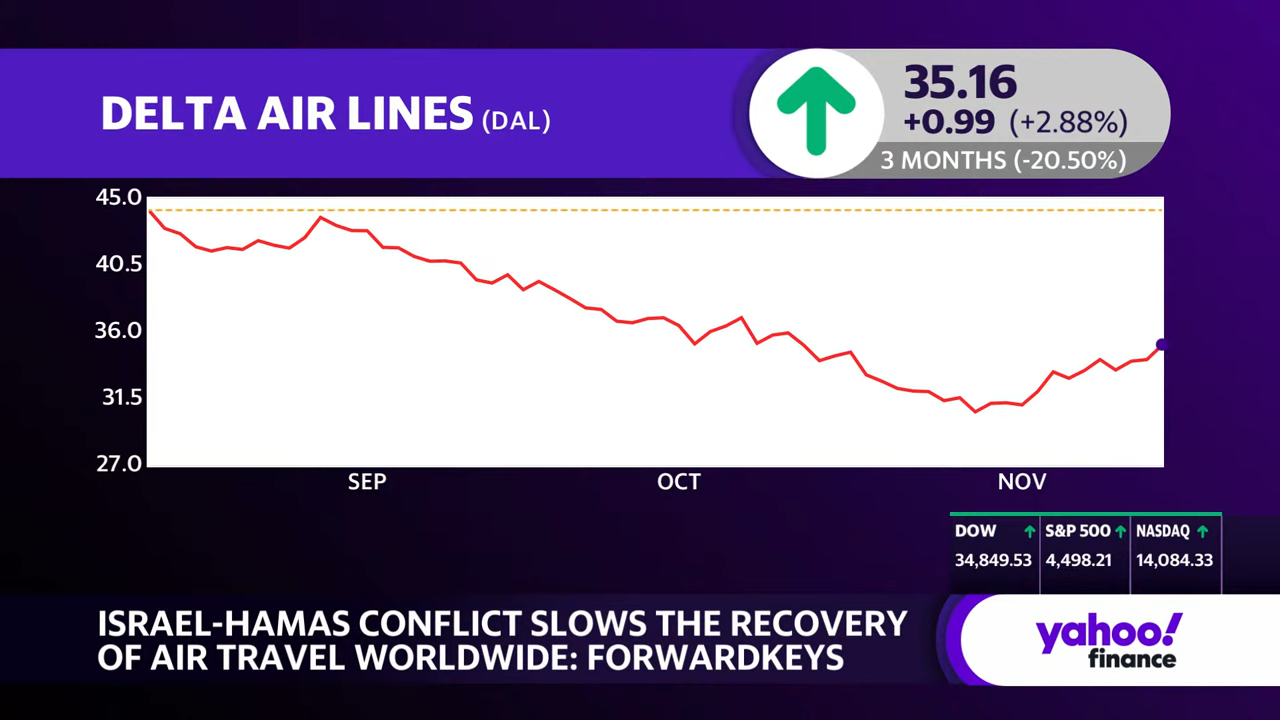 DELTA AIR LINES (DAL)
35.16
+0.99 (+2.88%)
3 MONTHS (-20.50%)
45.0
40.5
36.0
31.5
27.0
SEP OCT NOV
DOW S&P 500 NASDAQ
34,849.53 4,498.21 14,084.33
ISRAEL-HAMAS CONFLICT SLOWS THE RECOVERY
OF AIR TRAVEL WORLDWIDE: FORWARDKEYS
yahoo!
finance